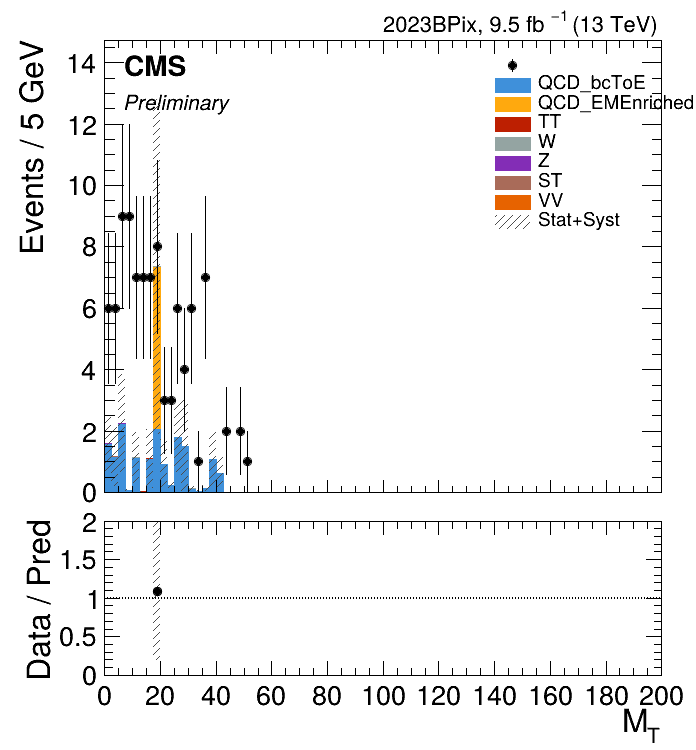 2023BPix, 9.5 fb⁻¹ (13 TeV)
CMS
Preliminary
QCD_bcToE
QCD_EMEnriched
TT
W
Z
ST
VV
Stat+Syst
Events / 5 GeV
14
12
10
8
6
4
2
0
Data / Pred
2
1.5
1
0.5
0
0 20 40 60 80 100 120 140 160 180 200
M_T